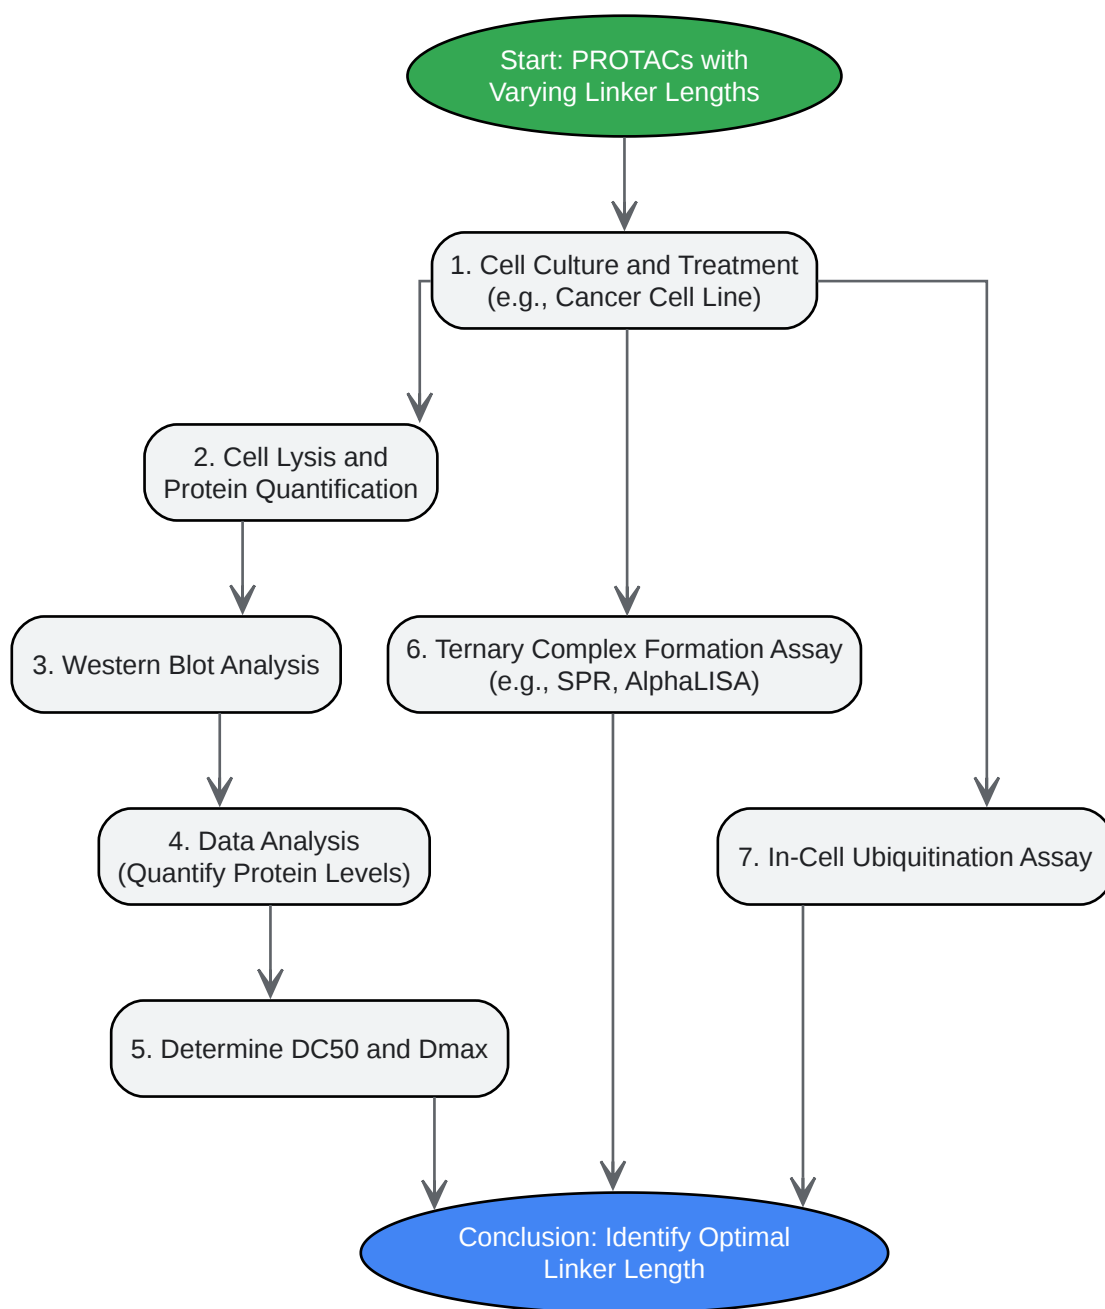 Start: PROTACs with
Varying Linker Lengths
1. Cell Culture and Treatment
(e.g., Cancer Cell Line)
2. Cell Lysis and
Protein Quantification
3. Western Blot Analysis
6. Ternary Complex Formation Assay
(e.g., SPR, AlphaLISA)
4. Data Analysis
(Quantify Protein Levels)
7. In-Cell Ubiquitination Assay
5. Determine DC50 and Dmax
Conclusion: Identify Optimal
Linker Length